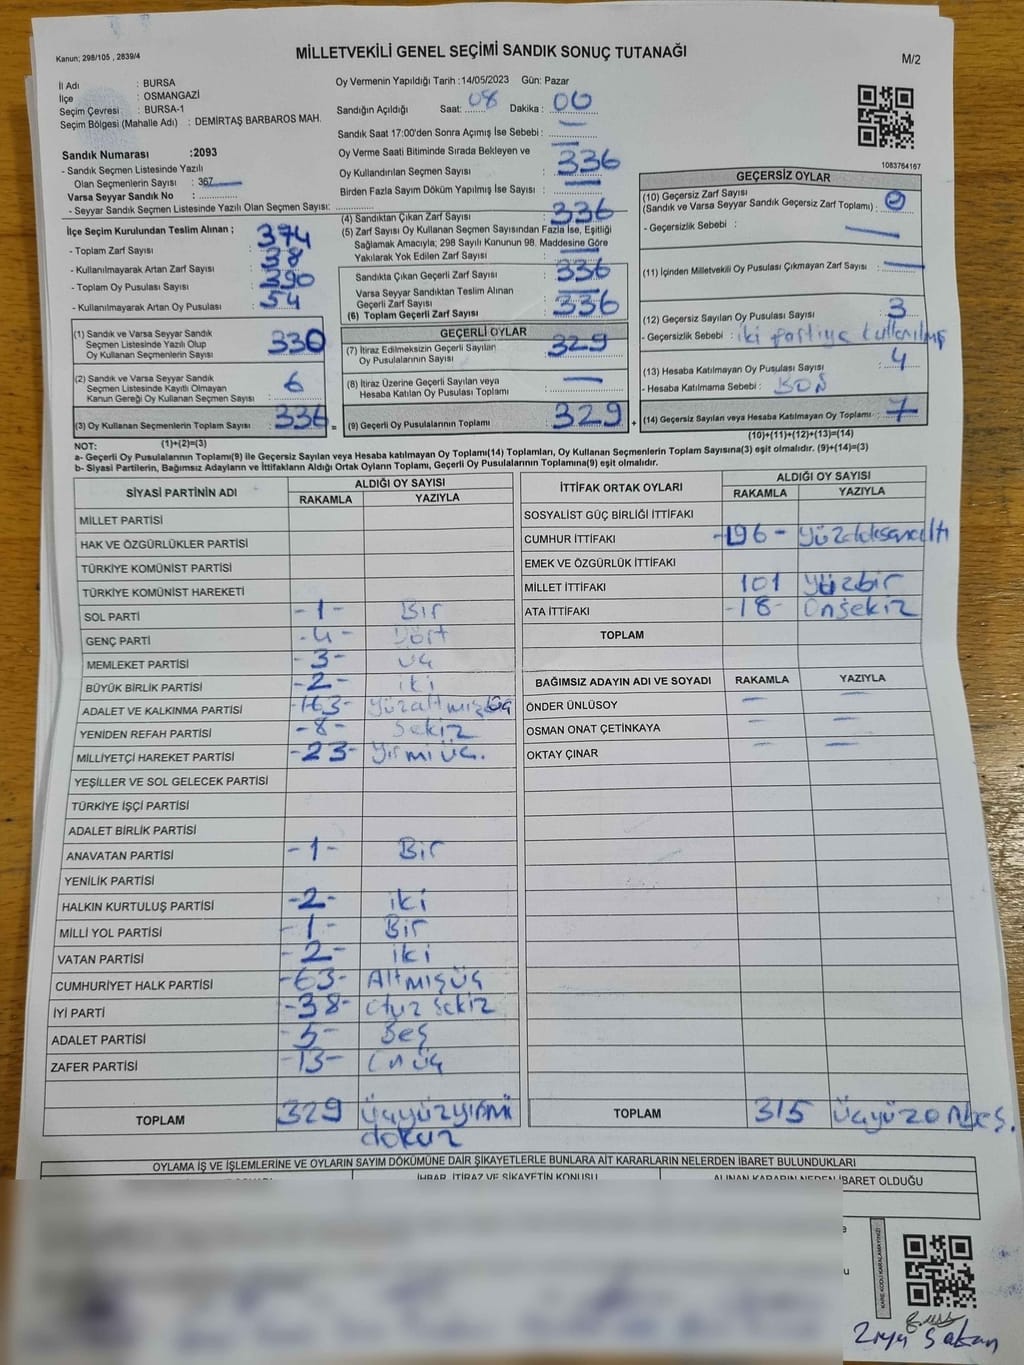 Kanun; 298/105 , 2839/4
MİLLETVEKİLİ GENEL SEÇİMİ SANDIK SONUÇ TUTANAĞI
M/2
İl Adı : BURSA
İlçe : OSMANGAZİ
Seçim Çevresi : BURSA-1
Seçim Bölgesi (Mahalle Adı) : DEMİRTAŞ BARBAROS MAH.
Sandık Numarası :2093
- Sandık Seçmen Listesinde Yazılı
Olan Seçmenlerin Sayısı : 367
Varsa Seyyar Sandık No :
- Seyyar Sandık Seçmen Listesinde Yazılı Olan Seçmen Sayısı:
Oy Vermenin Yapıldığı Tarih :14/05/2023 Gün: Pazar
Sandığın Açıldığı Saat: 08 Dakika : 00
Sandık Saat 17:00'den Sonra Açımış İse Sebebi : —
Oy Verme Saati Bitiminde Sırada Bekleyen ve
Oy Kullandırılan Seçmen Sayısı : 336
Birden Fazla Sayım Döküm Yapılmış İse Sayısı : —
1083764167
İlçe Seçim Kurulundan Teslim Alınan ;
- Toplam Zarf Sayısı : 374
- Kullanılmayarak Artan Zarf Sayısı : 38
- Toplam Oy Pusulası Sayısı : 390
- Kullanılmayarak Artan Oy Pusulası : 54
(1) Sandık ve Varsa Seyyar Sandık
Seçmen Listesinde Yazılı Olup
Oy Kullanan Seçmenlerin Sayısı : 330
(2) Sandık ve Varsa Seyyar Sandık
Seçmen Listesinde Kayıtlı Olmayan
Kanun Gereği Oy Kullanan Seçmen Sayısı : 6
(3) Oy Kullanan Seçmenlerin Toplam Sayısı : 336 =
(4) Sandıktan Çıkan Zarf Sayısı : 336
(5) Zarf Sayısı Oy Kullanan Seçmen Sayısından Fazla İse, Eşitliği
Sağlamak Amacıyla; 298 Sayılı Kanunun 98. Maddesine Göre
Yakılarak Yok Edilen Zarf Sayısı : —
Sandıkta Çıkan Geçerli Zarf Sayısı : 336
Varsa Seyyar Sandıktan Teslim Alınan
Geçerli Zarf Sayısı : —
(6) Toplam Geçerli Zarf Sayısı : 336
GEÇERLİ OYLAR
(7) İtiraz Edilmeksizin Geçerli Sayılan
Oy Pusulalarının Sayısı : 329
(8) İtiraz Üzerine Geçerli Sayılan veya
Hesaba Katılan Oy Pusulası Toplamı : —
(9) Geçerli Oy Pusulalarının Toplamı : 329 +
GEÇERSİZ OYLAR
(10) Geçersiz Zarf Sayısı
(Sandık ve Varsa Seyyar Sandık Geçersiz Zarf Toplamı) : 0
- Geçersizlik Sebebi : —
(11) İçinden Milletvekili Oy Pusulası Çıkmayan Zarf Sayısı : —
(12) Geçersiz Sayılan Oy Pusulası Sayısı : 3
- Geçersizlik Sebebi : iki partiye kullanılmış
(13) Hesaba Katılmayan Oy Pusulası Sayısı : 4
- Hesaba Katılmama Sebebi : BOŞ
(14) Geçersiz Sayılan veya Hesaba Katılmayan Oy Toplamı : 7
NOT: (1)+(2)=(3) (10)+(11)+(12)+(13)=(14)
a- Geçerli Oy Pusulaları Toplamı(9) ile Geçersiz Sayılan veya Hesaba katılmayan Oy Toplamı(14) Toplamları, Oy Kullanan Seçmenlerin Toplam Sayısına(3) eşit olmalıdır. (9)+(14)=(3)
b- Siyasi Partilerin, Bağımsız Adayların ve İttifakların Aldığı Ortak Oyların Toplamı, Geçerli Oy Pusulalarının Toplamına(9) eşit olmalıdır.
SİYASİ PARTİNİN ADI
ALDIĞI OY SAYISI
RAKAMLA YAZIYLA
MİLLET PARTİSİ
HAK VE ÖZGÜRLÜKLER PARTİSİ
TÜRKİYE KOMÜNİST PARTİSİ
TÜRKİYE KOMÜNİST HAREKETİ
SOL PARTİ -1- Bir
GENÇ PARTİ -4- Dört
MEMLEKET PARTİSİ -3- üç
BÜYÜK BİRLİK PARTİSİ -2- iki
ADALET VE KALKINMA PARTİSİ -163- yüzaltmışüç
YENİDEN REFAH PARTİSİ -8- Sekiz
MİLLİYETÇİ HAREKET PARTİSİ -23- Yirmiüç.
YEŞİLLER VE SOL GELECEK PARTİSİ
TÜRKİYE İŞÇİ PARTİSİ
ADALET BİRLİK PARTİSİ
ANAVATAN PARTİSİ -1- Bir
YENİLİK PARTİSİ
HALKIN KURTULUŞ PARTİSİ -2- iki
MİLLİ YOL PARTİSİ -1- Bir
VATAN PARTİSİ -2- iki
CUMHURİYET HALK PARTİSİ -63- Altmışüç
İYİ PARTİ -38- otuz sekiz
ADALET PARTİSİ -5- Beş
ZAFER PARTİSİ -13- Onüç
TOPLAM 329 üçyüzyirmi
dokuz
İTTİFAK ORTAK OYLARI
ALDIĞI OY SAYISI
RAKAMLA YAZIYLA
SOSYALİST GÜÇ BİRLİĞİ İTTİFAKI
CUMHUR İTTİFAKI -196- yüzdoksanaltı
EMEK VE ÖZGÜRLÜK İTTİFAKI
MİLLET İTTİFAKI 101 Yüzbir
ATA İTTİFAKI -18- Onsekiz
TOPLAM
BAĞIMSIZ ADAYIN ADI VE SOYADI RAKAMLA YAZIYLA
ÖNDER ÜNLÜSOY — —
OSMAN ONAT ÇETİNKAYA — —
OKTAY ÇINAR — —
TOPLAM 315 üçyüzonbeş.
OYLAMA İŞ VE İŞLEMLERİNE VE OYLARIN SAYIM DÖKÜMÜNE DAİR ŞİKAYETLERLE BUNLARA AİT KARARLARIN NELERDEN İBARET BULUNDUKLARI
İHBAR, İTİRAZ VE ŞİKAYETİN KONUSU
ALINAN KARARIN NEDEN İBARET OLDUĞU
KARE KODU KARALAMAYINIZ!